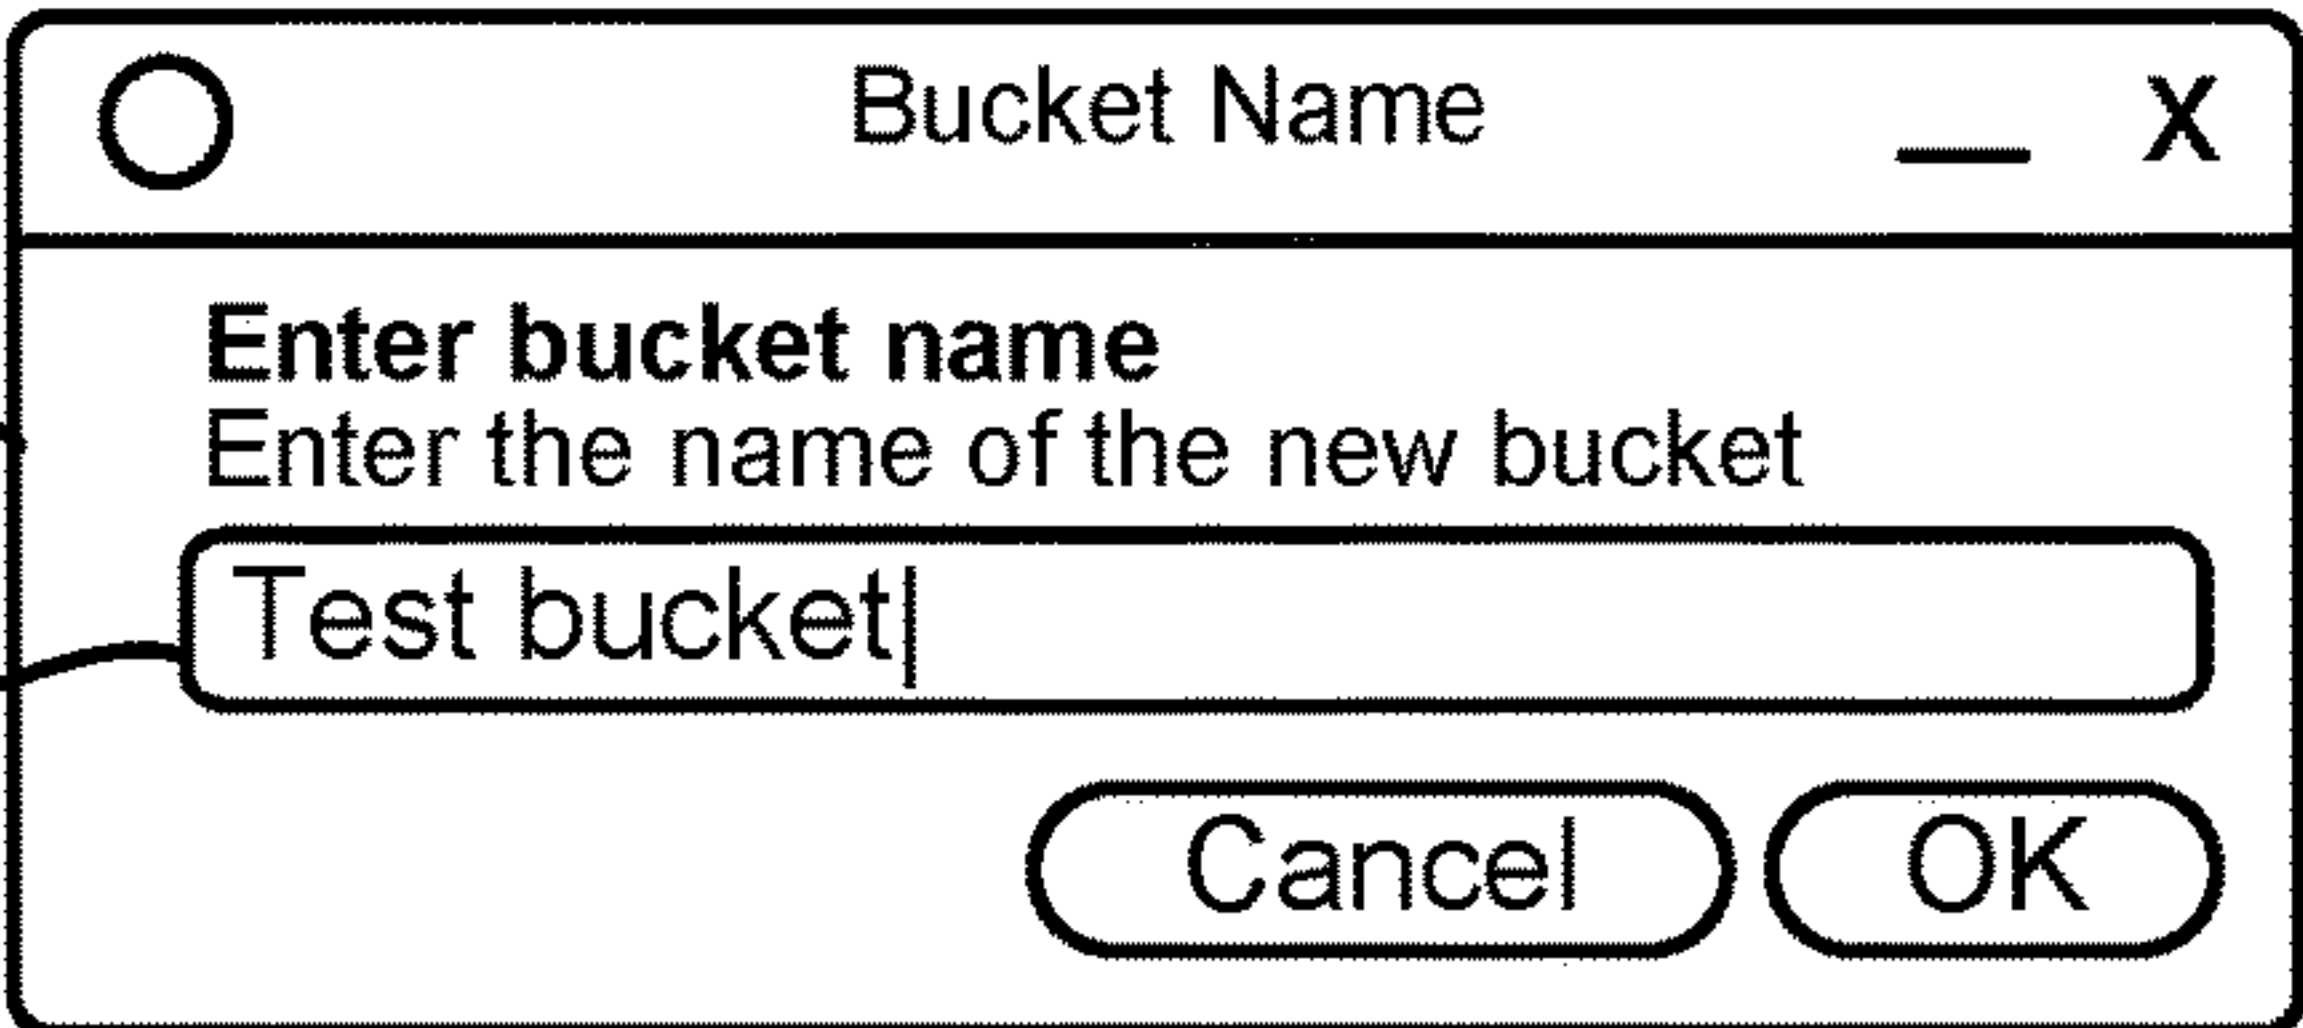 Bucket Name _ X
Enter bucket name
Enter the name of the new bucket
Test bucket
Cancel OK